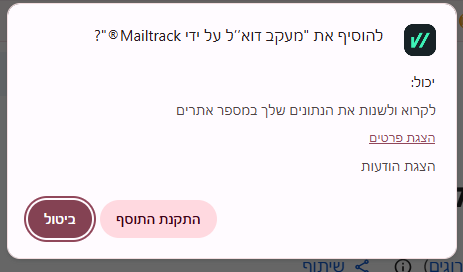 להוסיף את "מעקב דוא׳׳ל על ידי Mailtrack®"?
יכול:
לקרוא ולשנות את הנתונים שלך במספר אתרים
הצגת פרטים
הצגת הודעות
התקנת התוסף
ביטול
שיתוף